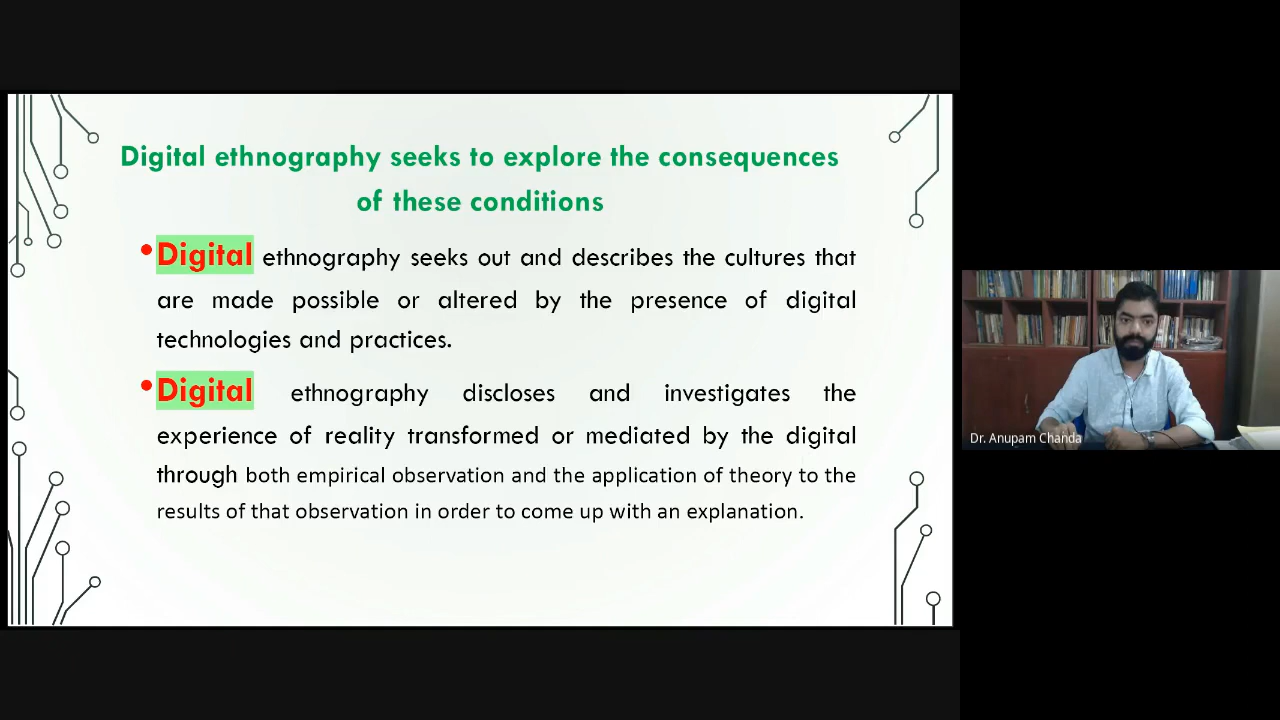 Digital ethnography seeks to explore the consequences
of these conditions
•Digital ethnography seeks out and describes the cultures that
are made possible or altered by the presence of digital
technologies and practices.
•Digital ethnography discloses and investigates the
experience of reality transformed or mediated by the digital
through both empirical observation and the application of theory to the
results of that observation in order to come up with an explanation.
Dr. Anupam Chanda